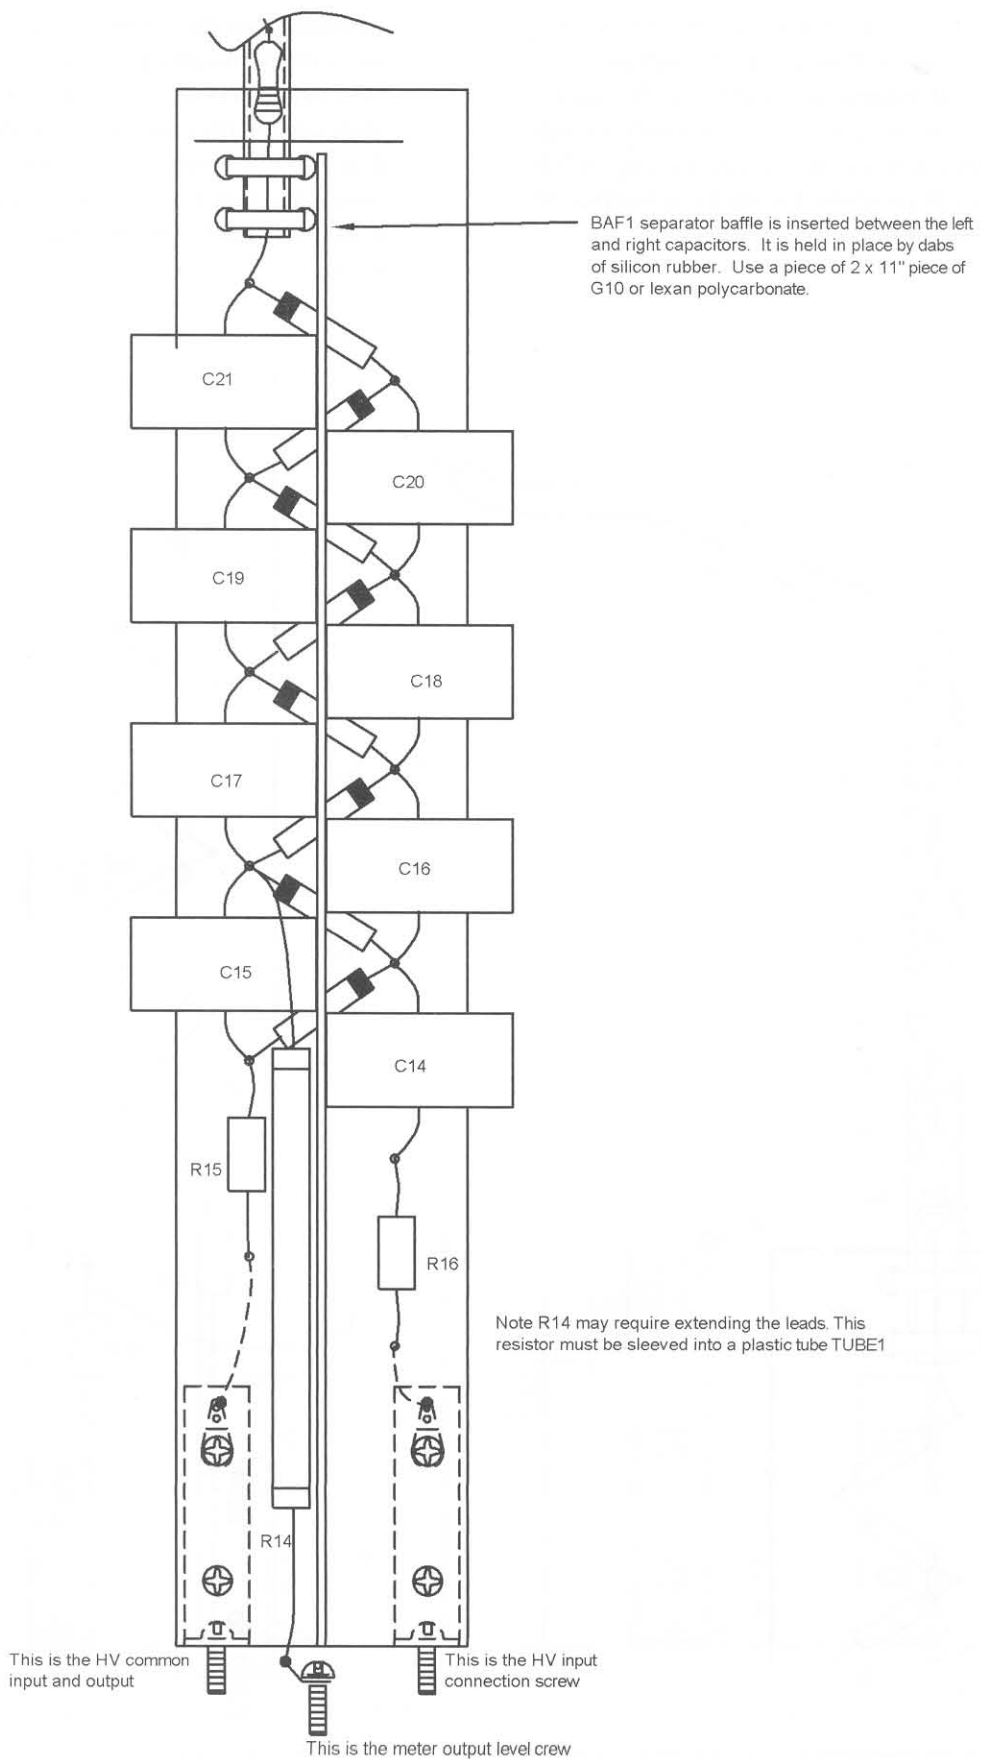 BAF1 separator baffle is inserted between the left
and right capacitors. It is held in place by dabs
of silicon rubber. Use a piece of 2 x 11" piece of
G10 or lexan polycarbonate.
C21
C20
C19
C18
C17
C16
C15
C14
R15
R16
Note R14 may require extending the leads. This
resistor must be sleeved into a plastic tube TUBE1
R14
This is the HV common
input and output
This is the HV input
connection screw
This is the meter output level crew